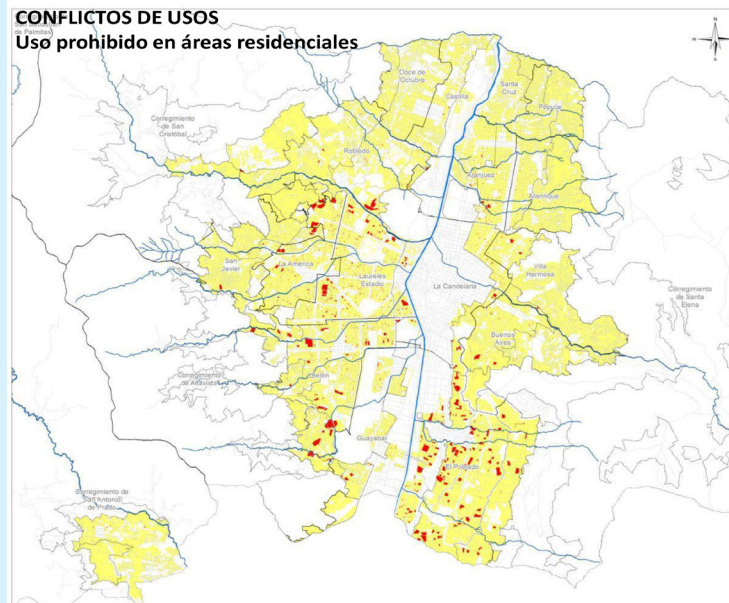 CONFLICTOS DE USOS
Uso prohibido en áreas residenciales
de Palmitas
N
S
Doce de
Octubre
Santa
Cruz
Castilla
Popular
Corregimiento
de San
Cristóbal
Robledo
Aranjuez
Manrique
San
Javier
La América
Laureles
Estadio
La Candelaria
Villa
Hermosa
Corregimiento
de Santa
Elena
Buenos
Aires
Belén
Corregimiento
de Altavista
Guayabal
El Poblado
Corregimiento de
San Antonio
de Prado